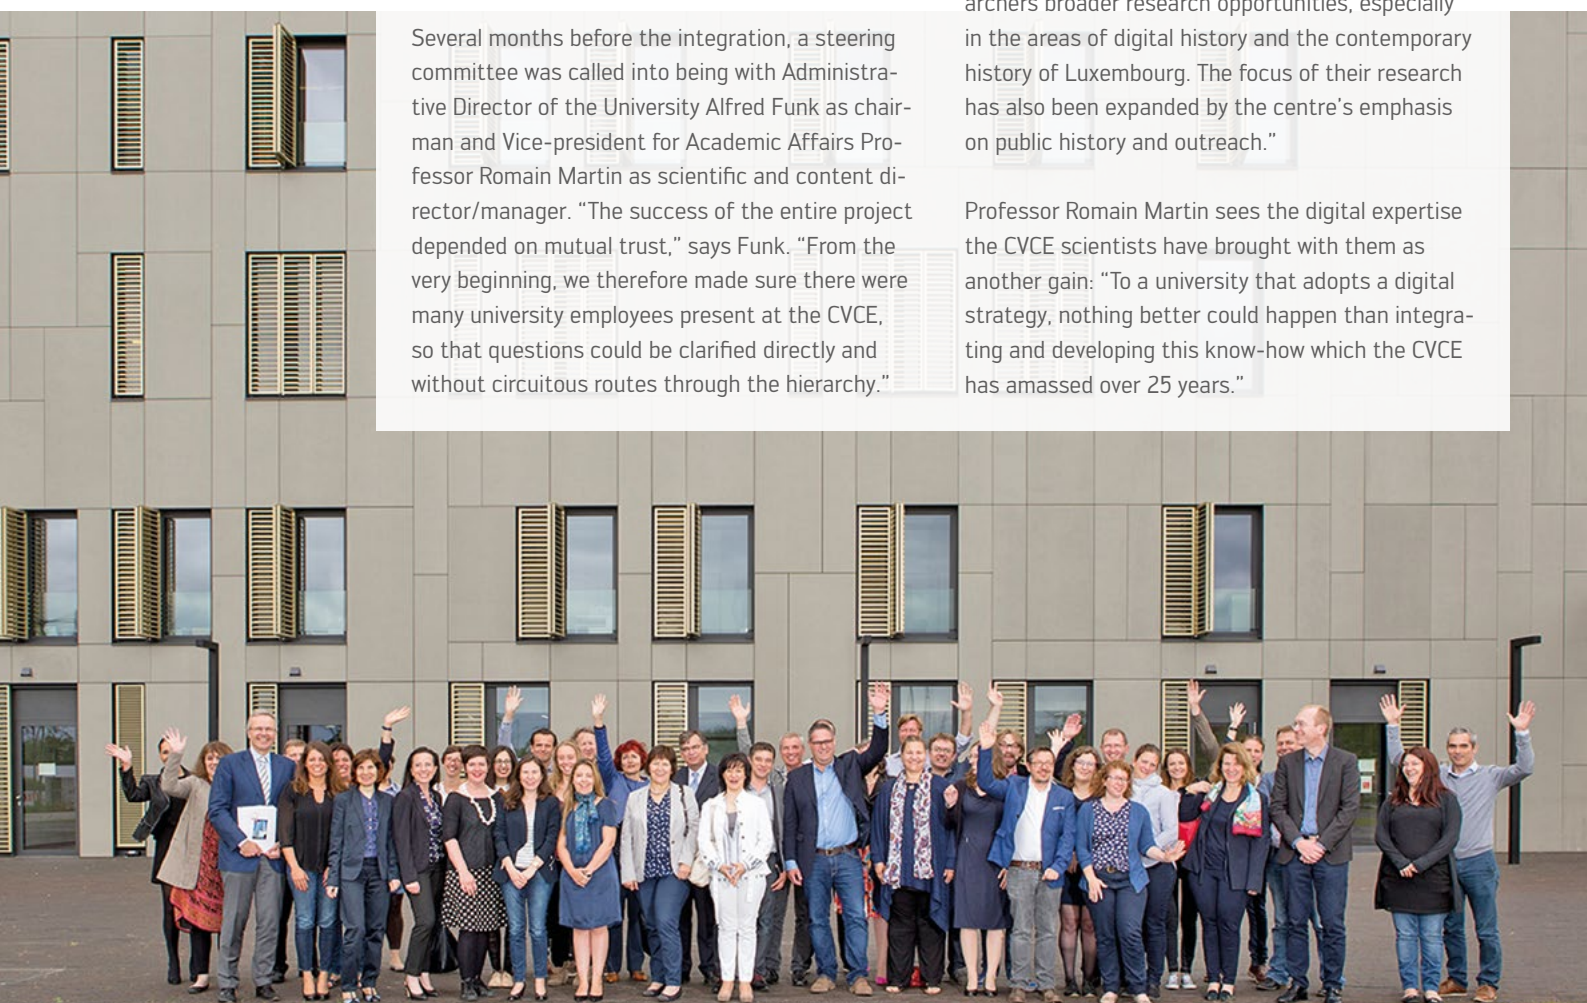 Several months before the integration, a steering
committee was called into being with Administra-
tive Director of the University Alfred Funk as chair-
man and Vice-president for Academic Affairs Pro-
fessor Romain Martin as scientific and content di-
rector/manager. “The success of the entire project
depended on mutual trust,” says Funk. “From the
very beginning, we therefore made sure there were
many university employees present at the CVCE,
so that questions could be clarified directly and
without circuitous routes through the hierarchy.”
archers broader research opportunities, especially
in the areas of digital history and the contemporary
history of Luxembourg. The focus of their research
has also been expanded by the centre’s emphasis
on public history and outreach.”
Professor Romain Martin sees the digital expertise
the CVCE scientists have brought with them as
another gain: “To a university that adopts a digital
strategy, nothing better could happen than integra-
ting and developing this know-how which the CVCE
has amassed over 25 years.”